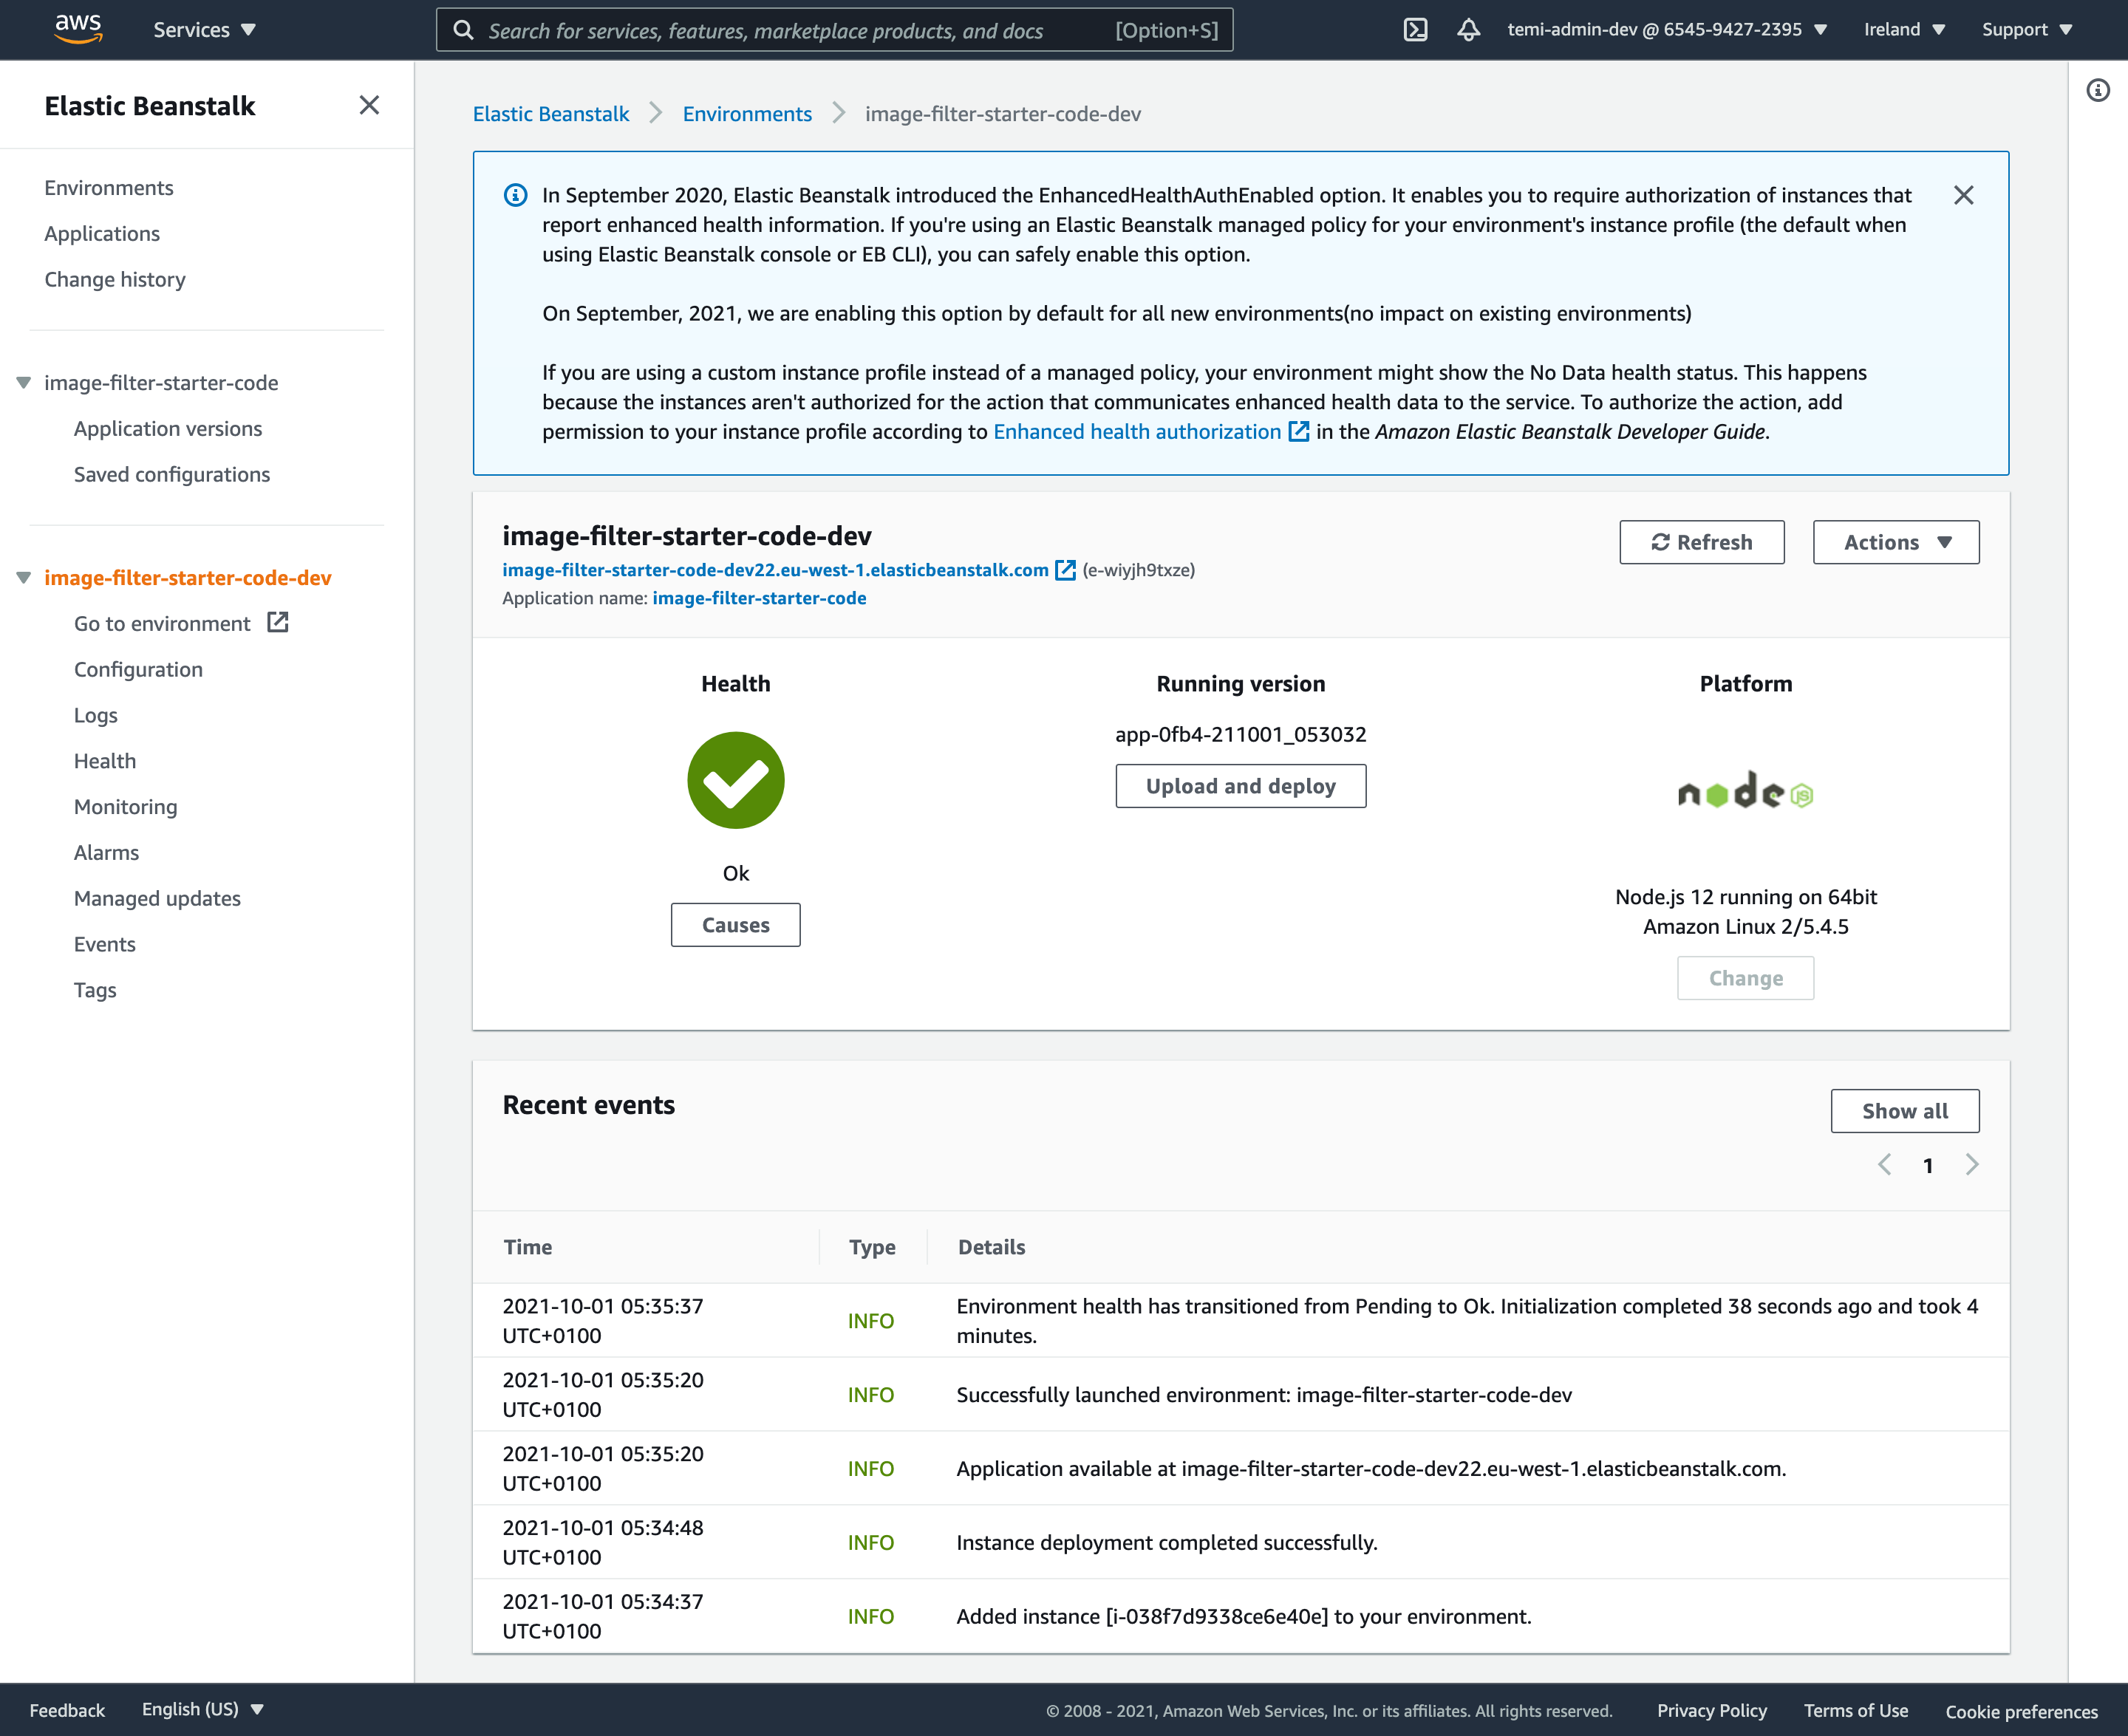 aws
Services
Search for services, features, marketplace products, and docs
[Option+S]
temi-admin-dev @ 6545-9427-2395
Ireland
Support
Elastic Beanstalk
Environments
Applications
Change history
image-filter-starter-code
Application versions
Saved configurations
image-filter-starter-code-dev
Go to environment
Configuration
Logs
Health
Monitoring
Alarms
Managed updates
Events
Tags
Elastic Beanstalk
Environments
image-filter-starter-code-dev
In September 2020, Elastic Beanstalk introduced the EnhancedHealthAuthEnabled option. It enables you to require authorization of instances that
report enhanced health information. If you're using an Elastic Beanstalk managed policy for your environment's instance profile (the default when
using Elastic Beanstalk console or EB CLI), you can safely enable this option.
On September, 2021, we are enabling this option by default for all new environments(no impact on existing environments)
If you are using a custom instance profile instead of a managed policy, your environment might show the No Data health status. This happens
because the instances aren't authorized for the action that communicates enhanced health data to the service. To authorize the action, add
permission to your instance profile according to Enhanced health authorization in the Amazon Elastic Beanstalk Developer Guide.
image-filter-starter-code-dev
image-filter-starter-code-dev22.eu-west-1.elasticbeanstalk.com (e-wiyjh9txze)
Application name: image-filter-starter-code
Refresh
Actions
Health
Ok
Causes
Running version
app-0fb4-211001_053032
Upload and deploy
Platform
node JS
Node.js 12 running on 64bit
Amazon Linux 2/5.4.5
Change
Recent events
Show all
1
Time Type Details
2021-10-01 05:35:37
UTC+0100
INFO
Environment health has transitioned from Pending to Ok. Initialization completed 38 seconds ago and took 4
minutes.
2021-10-01 05:35:20
UTC+0100
INFO
Successfully launched environment: image-filter-starter-code-dev
2021-10-01 05:35:20
UTC+0100
INFO
Application available at image-filter-starter-code-dev22.eu-west-1.elasticbeanstalk.com.
2021-10-01 05:34:48
UTC+0100
INFO
Instance deployment completed successfully.
2021-10-01 05:34:37
UTC+0100
INFO
Added instance [i-038f7d9338ce6e40e] to your environment.
Feedback
English (US)
© 2008 - 2021, Amazon Web Services, Inc. or its affiliates. All rights reserved.
Privacy Policy
Terms of Use
Cookie preferences